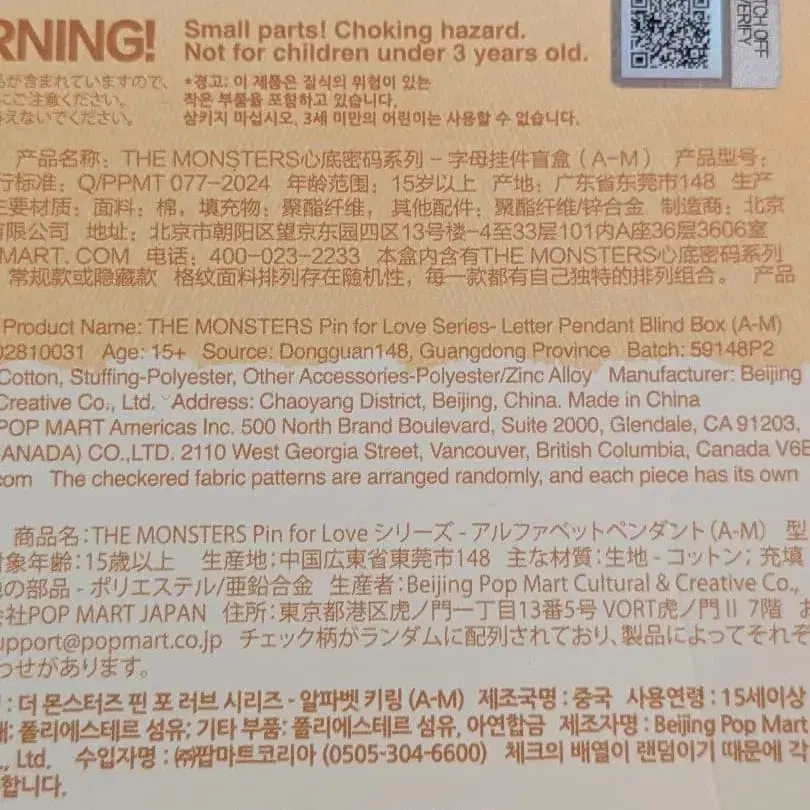 RNING!
Small parts! Choking hazard.
Not for children under 3 years old.
TCH OFF
VERIFY
が含まれていますので、
にご注意ください。
えないでください。
*경고: 이 제품은 질식의 위험이 있는
작은 부품을 포함하고 있습니다.
삼키지 마십시오, 3세 미만의 어린이는 사용할 수 없습니다.
产品名称：THE MONSTERS心底密码系列 – 字母挂件盲盒（A-M） 产品型号：
行标准：Q/PPMT 077-2024 年龄范围：15岁以上 产地：广东省东莞市148 生产
主要材质：面料：棉，填充物：聚酯纤维，其他配件：聚酯纤维/锌合金 制造商：北京
有限公司 地址：北京市朝阳区望京东园四区13号楼-4至33层101内A座36层3606室
MART. COM 电话：400-023-2233 本盒内含有THE MONSTERS心底密码系列
常规款或隐藏款 格纹面料排列存在随机性，每一款都有自己独特的排列组合。 产品
Product Name: THE MONSTERS Pin for Love Series- Letter Pendant Blind Box (A-M)
02810031 Age: 15+ Source: Dongguan148, Guangdong Province Batch: 59148P2
Cotton, Stuffing-Polyester, Other Accessories-Polyester/Zinc Alloy Manufacturer: Beijing
Creative Co., Ltd. Address: Chaoyang District, Beijing, China. Made in China
POP MART Americas Inc. 500 North Brand Boulevard, Suite 2000, Glendale, CA 91203,
CANADA) CO.,LTD. 2110 West Georgia Street, Vancouver, British Columbia, Canada V6E
com The checkered fabric patterns are arranged randomly, and each piece has its own
商品名：THE MONSTERS Pin for Love シリーズ - アルファベットペンダント（A-M） 型
対象年齢：15歳以上 生産地：中国広東省東莞市148 主な材質：生地 - コットン；充填
の部品 - ポリエステル/亜鉛合金 生産者：Beijing Pop Mart Cultural & Creative Co.,
会社POP MART JAPAN 住所：東京都港区虎ノ門一丁目13番5号 VORT虎ノ門Ⅱ 7階 お
support@popmart.co.jp チェック柄がランダムに配列されており、製品によってそれぞ
わせがあります。
: 더 몬스터즈 핀 포 러브 시리즈 - 알파벳 키링 (A-M) 제조국명 : 중국 사용연령 : 15세이상
: 폴리에스테르 섬유; 기타 부품: 폴리에스테르 섬유, 아연합금 제조자명 : Beijing Pop Mart
., Ltd. 수입자명 : ㈜팝마트코리아 (0505-304-6600) 체크의 배열이 랜덤이기 때문에 각
합니다.